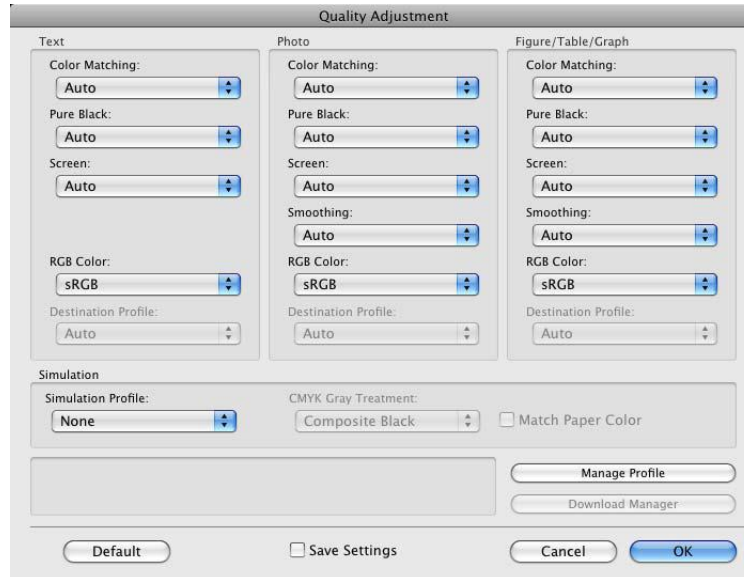 Quality Adjustment
Text Photo Figure/Table/Graph
Color Matching: Color Matching: Color Matching:
Auto Auto Auto
Pure Black: Pure Black: Pure Black:
Auto Auto Auto
Screen: Screen: Screen:
Auto Auto Auto
Smoothing: Smoothing:
Auto Auto
RGB Color: RGB Color: RGB Color:
sRGB sRGB sRGB
Destination Profile: Destination Profile: Destination Profile:
Auto Auto Auto
Simulation
Simulation Profile: CMYK Gray Treatment:
None Composite Black Match Paper Color
Manage Profile
Download Manager
Default Save Settings Cancel OK